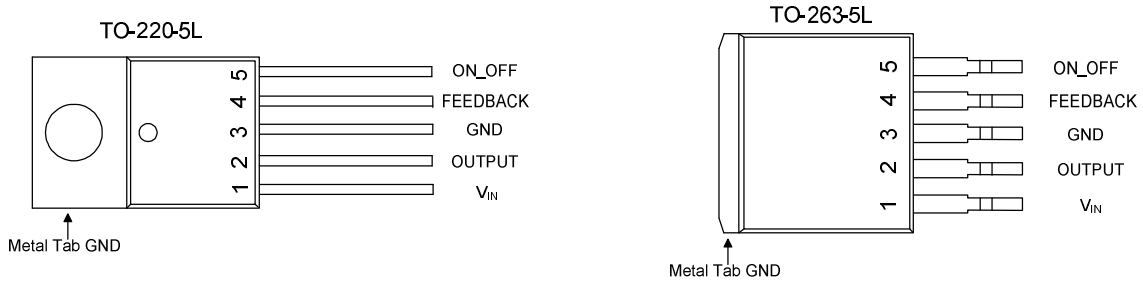 TO-220-5L
5 ON_OFF
4 FEEDBACK
3 GND
2 OUTPUT
1 VIN
Metal Tab GND
TO-263-5L
5 ON_OFF
4 FEEDBACK
3 GND
2 OUTPUT
1 VIN
Metal Tab GND